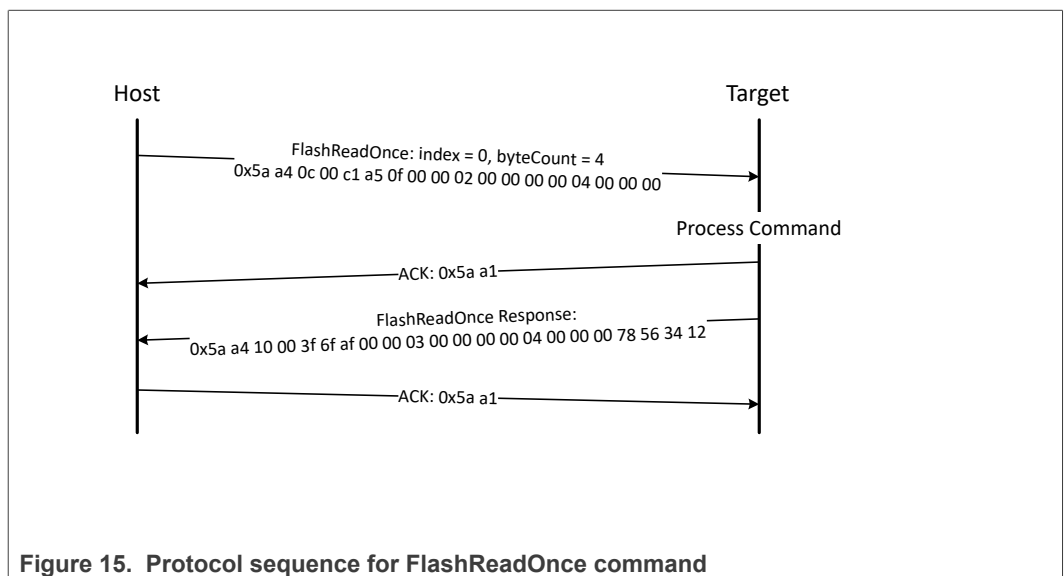 Host
Target
FlashReadOnce: index = 0, byteCount = 4
0x5a a4 0c 00 c1 a5 0f 00 00 02 00 00 00 00 04 00 00 00
Process Command
ACK: 0x5a a1
FlashReadOnce Response:
0x5a a4 10 00 3f 6f af 00 00 03 00 00 00 00 04 00 00 00 78 56 34 12
ACK: 0x5a a1
Figure 15. Protocol sequence for FlashReadOnce command